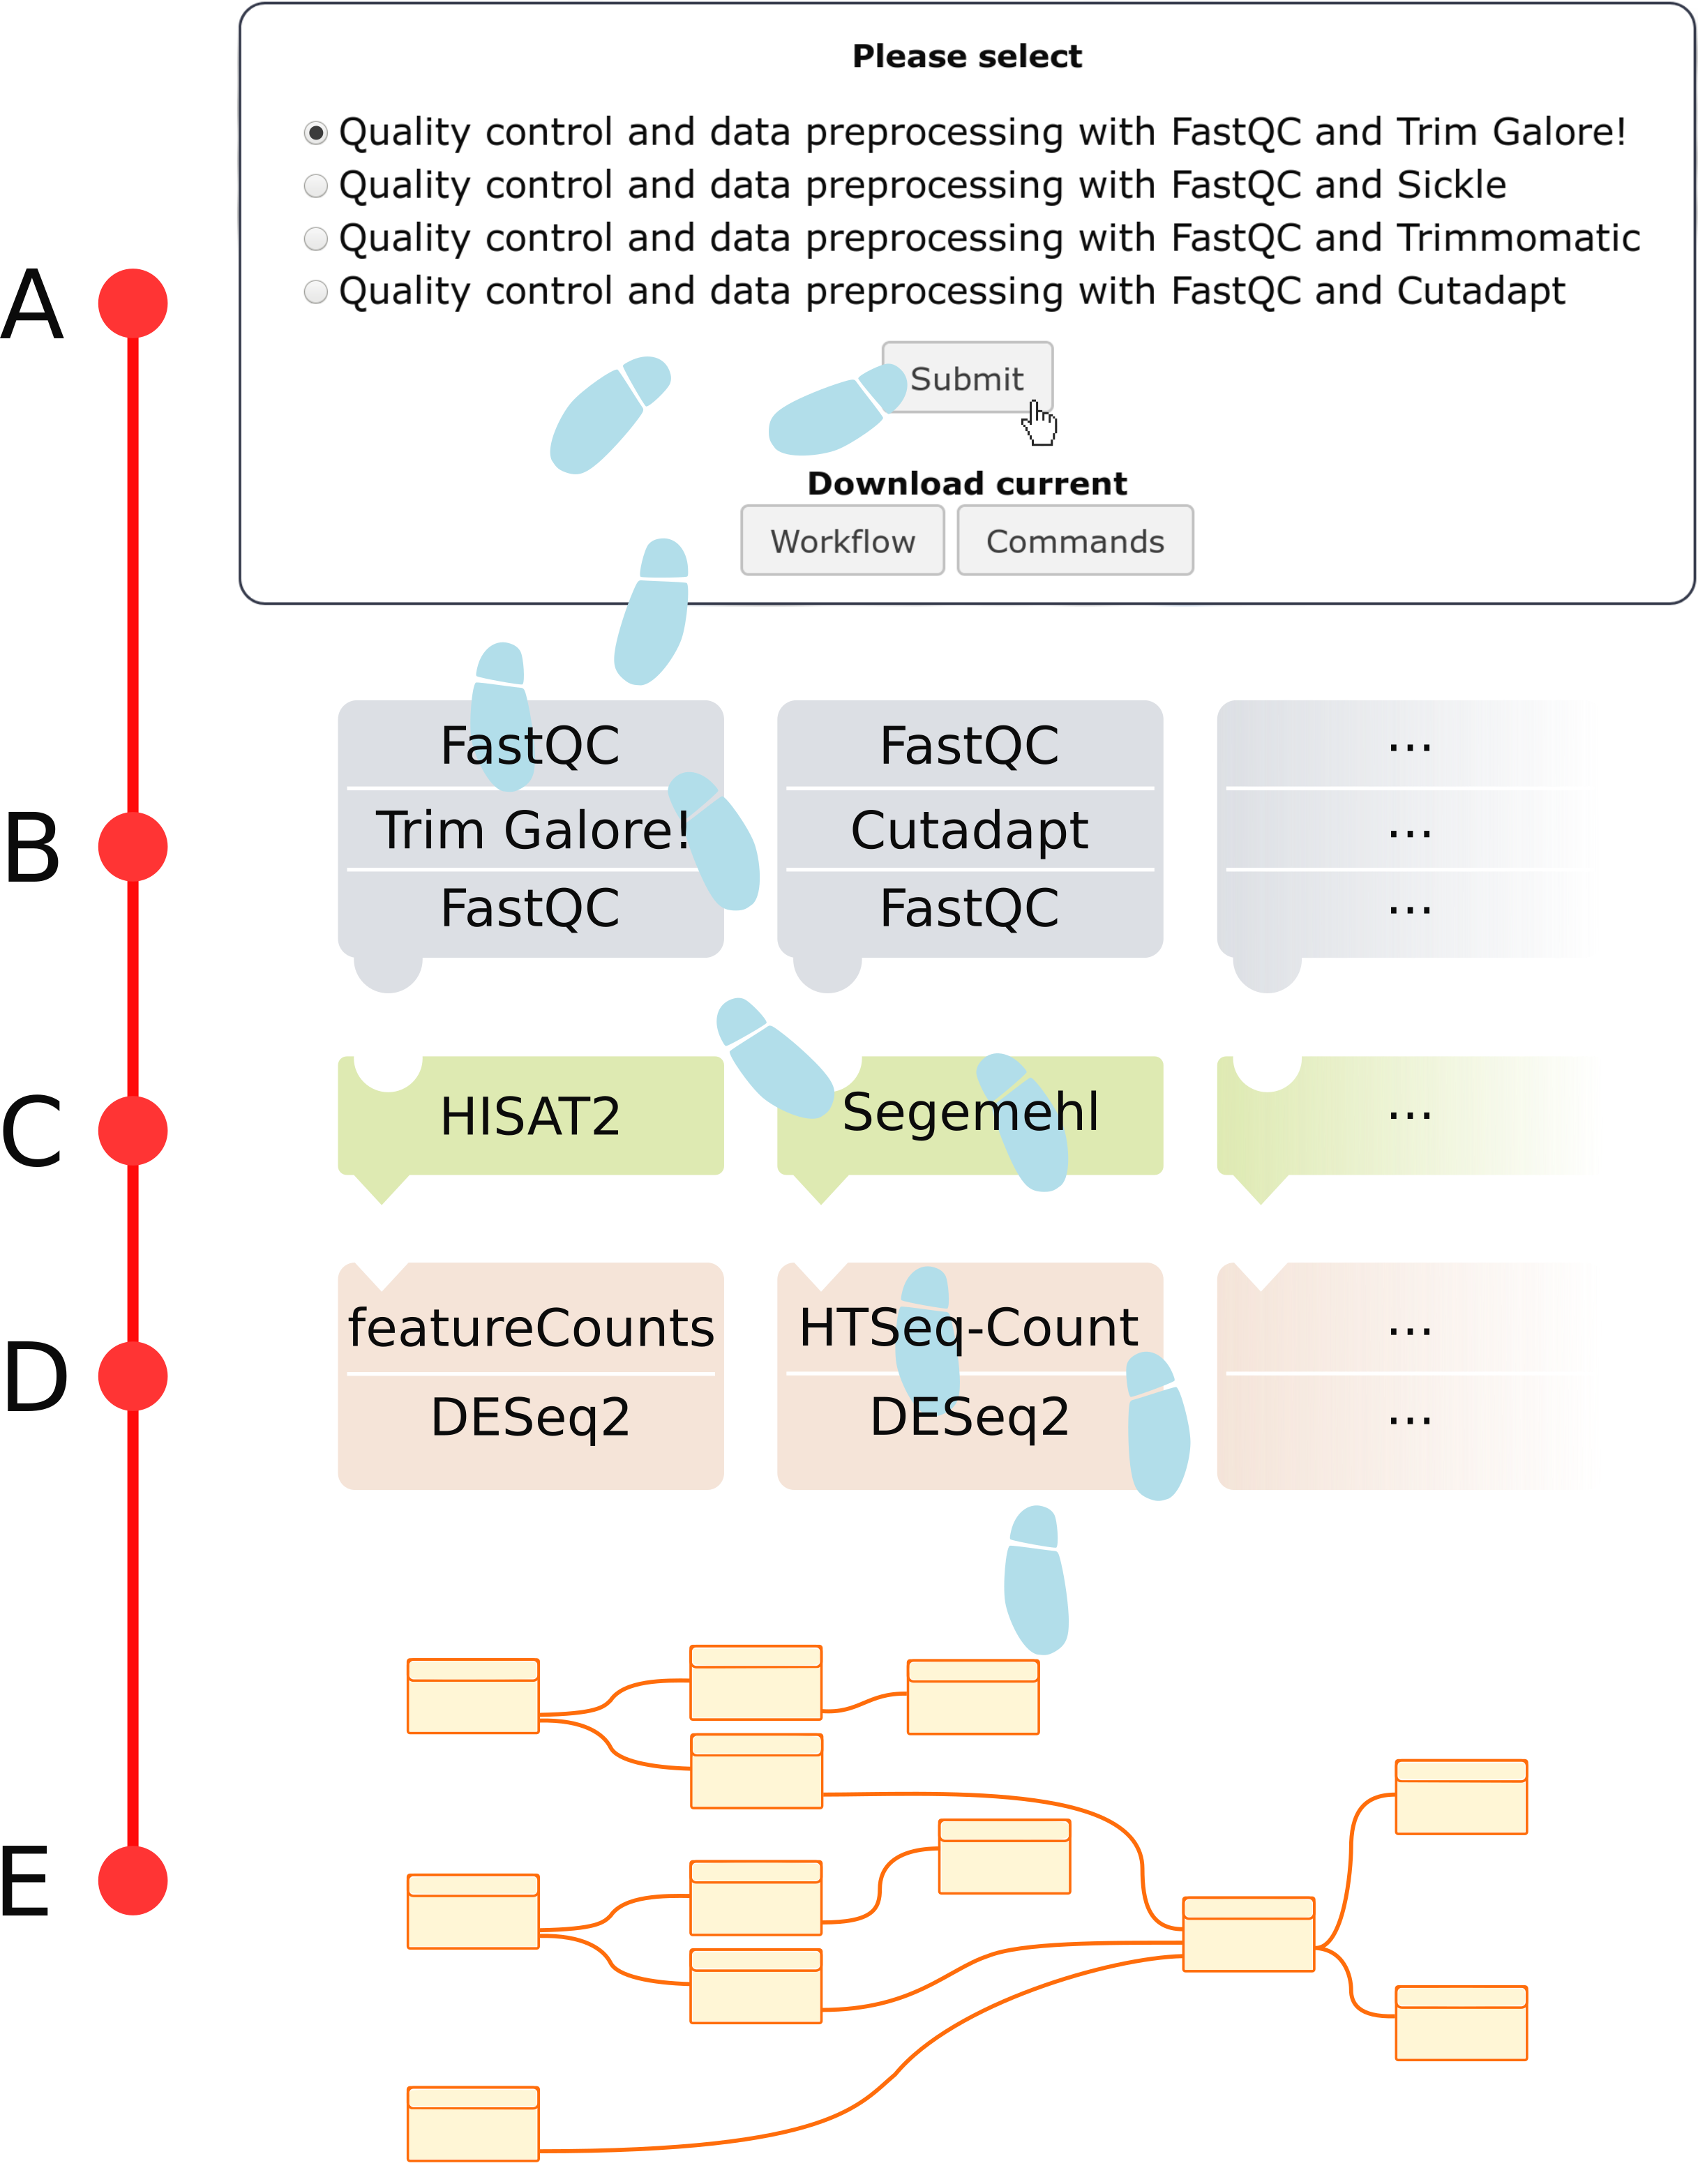 Please select
Quality control and data preprocessing with FastQC and Trim Galore!
Quality control and data preprocessing with FastQC and Sickle
Quality control and data preprocessing with FastQC and Trimmomatic
Quality control and data preprocessing with FastQC and Cutadapt
A
Submit
Download current
Workflow Commands
FastQC FastQC ...
B Trim Galore! Cutadapt ...
FastQC FastQC ...
C HISAT2 Segemehl ...
featureCounts HTSeq-Count ...
D
DESeq2 DESeq2 ...
E